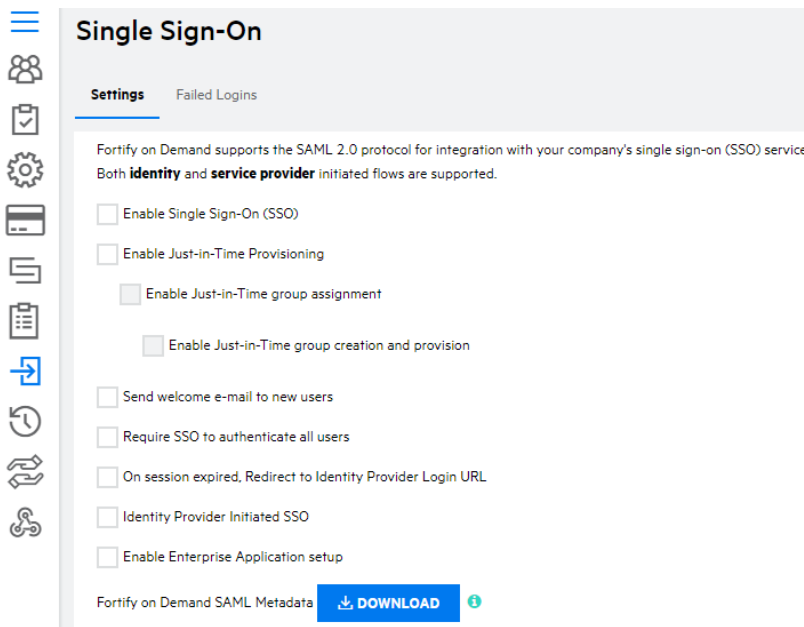 Single Sign-On
Settings
Failed Logins
Fortify on Demand supports the SAML 2.0 protocol for integration with your company's single sign-on (SSO) service
Both identity and service provider initiated flows are supported.
Enable Single Sign-On (SSO)
Enable Just-in-Time Provisioning
Enable Just-in-Time group assignment
Enable Just-in-Time group creation and provision
Send welcome e-mail to new users
Require SSO to authenticate all users
On session expired, Redirect to Identity Provider Login URL
Identity Provider Initiated SSO
Enable Enterprise Application setup
Fortify on Demand SAML Metadata DOWNLOAD